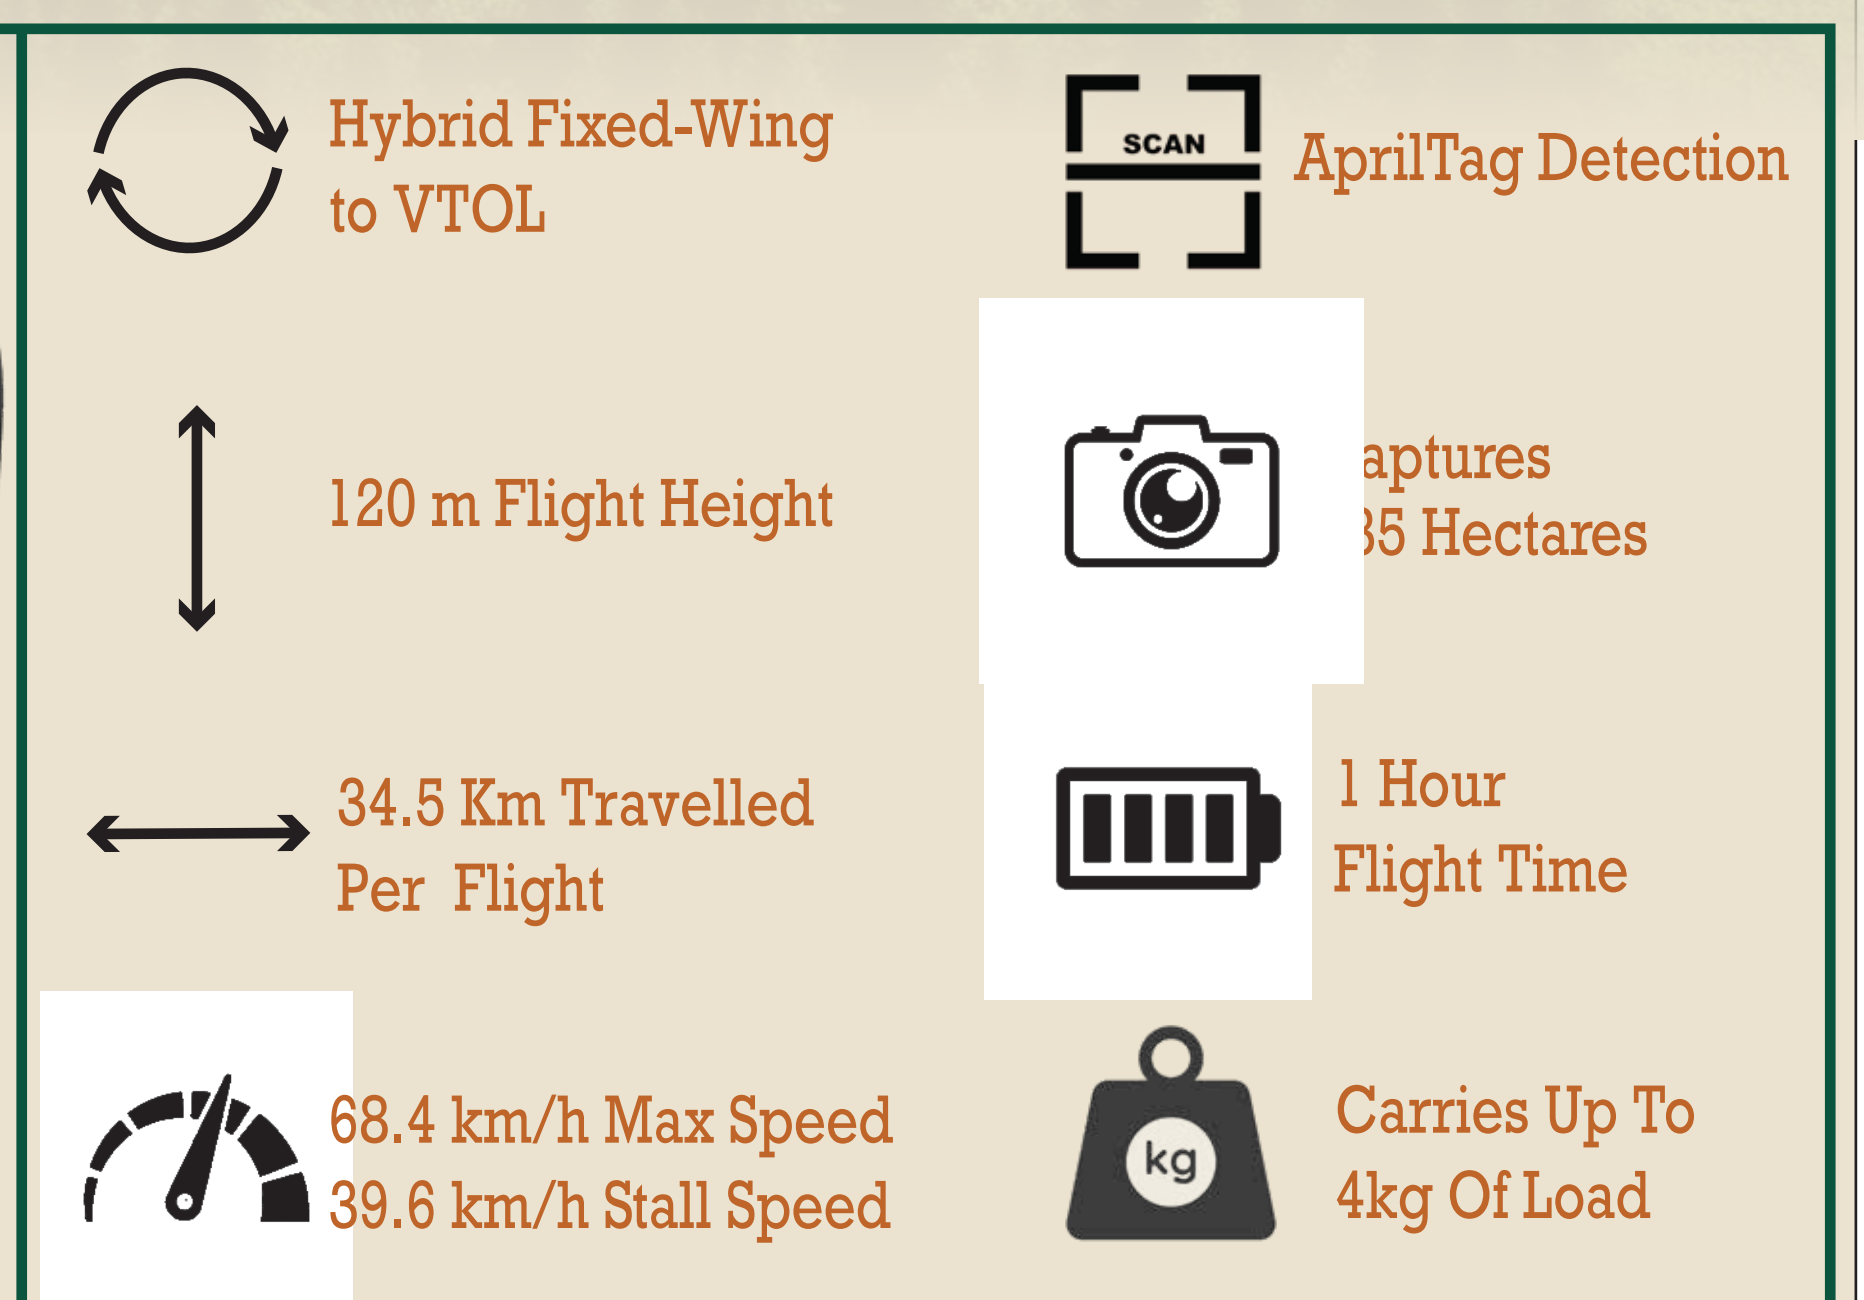 Hybrid Fixed-Wing
to VTOL
120 m Flight Height
34.5 Km Travelled
Per Flight
68.4 km/h Max Speed
39.6 km/h Stall Speed
SCAN
AprilTag Detection
aptures
35 Hectares
1 Hour
Flight Time
kg
Carries Up To
4kg Of Load